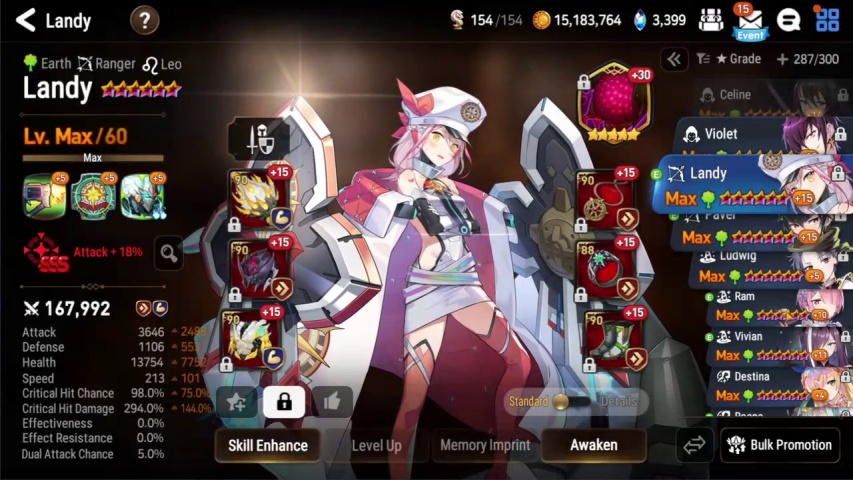 Landy ?
154/154 15,183,764 3,399 15
Event
Earth Ranger Leo
Landy
Lv. Max/60
Max
+5 +5 +5
SSS Attack + 18%
167,992
Attack 3646
Defense 1106
Health 13754
Speed 213 101
Critical Hit Chance 98.0% 75.0%
Critical Hit Damage 294.0% 144.0%
Effectiveness 0.0%
Effect Resistance 0.0%
Dual Attack Chance 5.0%
+30
90 +15
+15
90 +15
90 +15
88 +15
90 +15
Standard Details
Skill Enhance Level Up Memory Imprint Awaken
Grade 287/300
Celine
Violet
E Landy
Max +15
Pavel
Max +15
Ludwig
Max +5
E Ram
Max +10
E Vivian
Max
Destina
Max
Bulk Promotion